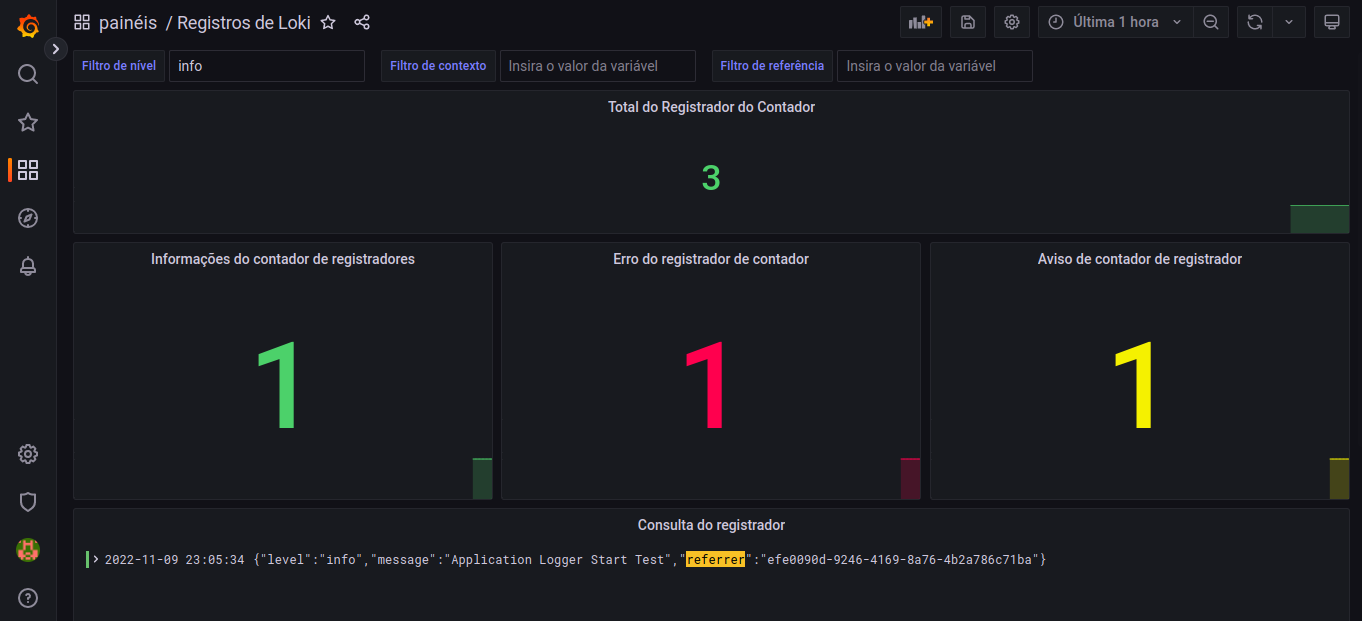 painéis / Registros de Loki
Última 1 hora
Filtro de nível info Filtro de contexto Insira o valor da variável Filtro de referência Insira o valor da variável
Total do Registrador do Contador
3
Informações do contador de registradores
Erro do registrador de contador
Aviso de contador de registrador
1
1
1
Consulta do registrador
2022-11-09 23:05:34 {"level":"info","message":"Application Logger Start Test","referrer":"efe0090d-9246-4169-8a76-4b2a786c71ba"}